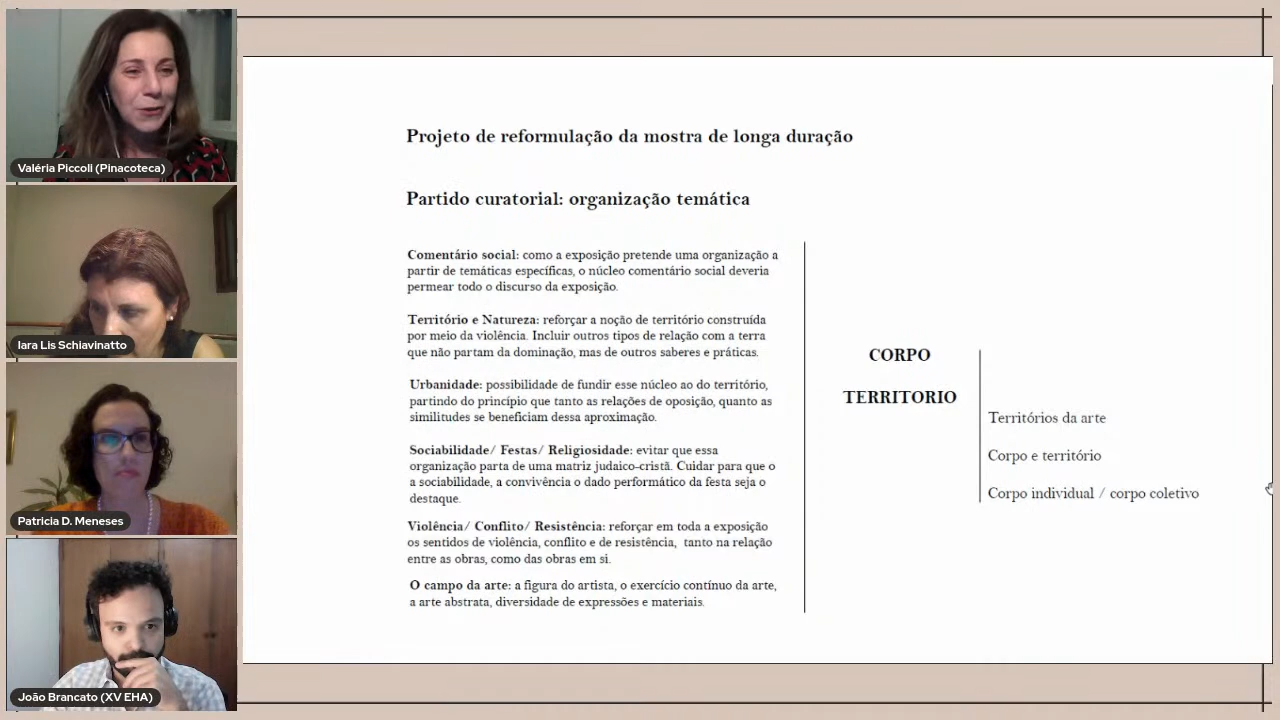 Valéria Piccoli (Pinacoteca)
Iara Lis Schiavinatto
Patricia D. Meneses
João Brancato (XV EHA)
Projeto de reformulação da mostra de longa duração
Partido curatorial: organização temática
Comentário social: como a exposição pretende uma organização a
partir de temáticas específicas, o núcleo comentário social deveria
permear todo o discurso da exposição.
Território e Natureza: reforçar a noção de território construída
por meio da violência. Incluir outros tipos de relação com a terra
que não partam da dominação, mas de outros saberes e práticas.
Urbanidade: possibilidade de fundir esse núcleo ao do território,
partindo do princípio que tanto as relações de oposição, quanto as
similitudes se beneficiam dessa aproximação.
Sociabilidade/ Festas/ Religiosidade: evitar que essa
organização parta de uma matriz judaico-cristã. Cuidar para que o
a sociabilidade, a convivência o dado performático da festa seja o
destaque.
Violência/ Conflito/ Resistência: reforçar em toda a exposição
os sentidos de violência, conflito e de resistência, tanto na relação
entre as obras, como das obras em si.
O campo da arte: a figura do artista, o exercício contínuo da arte,
a arte abstrata, diversidade de expressões e materiais.
CORPO
TERRITORIO
Territórios da arte
Corpo e território
Corpo individual / corpo coletivo